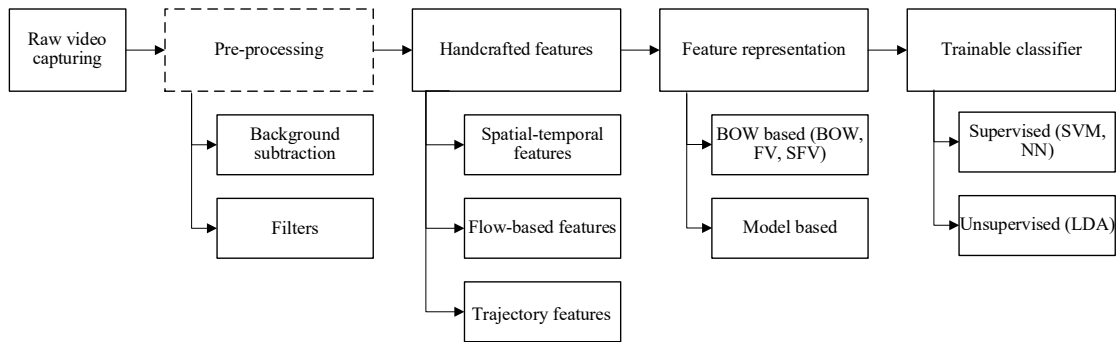 Raw video
capturing
Pre-processing
Handcrafted features
Feature representation
Trainable classifier
Background
subtraction
Filters
Spatial-temporal
features
Flow-based features
Trajectory features
BOW based (BOW,
FV, SFV)
Model based
Supervised (SVM,
NN)
Unsupervised (LDA)